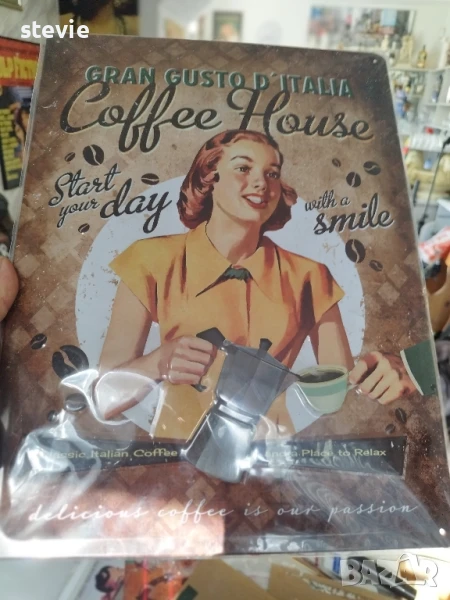 stevie
GRAN GUSTO D'ITALIA
Coffee House
Start your day
with a smile
Classic Italian Coffee
Place to Relax
delicious coffee is our passion
BAZAR